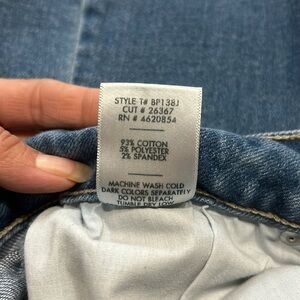 STYLE T# BP138J
CUT # 26367
RN # 4620854
93% COTTON
5% POLYESTER
2% SPANDEX
MACHINE WASH COLD
DARK COLORS SEPARATELY
DO NOT BLEACH
TUMBLE DRY LOW